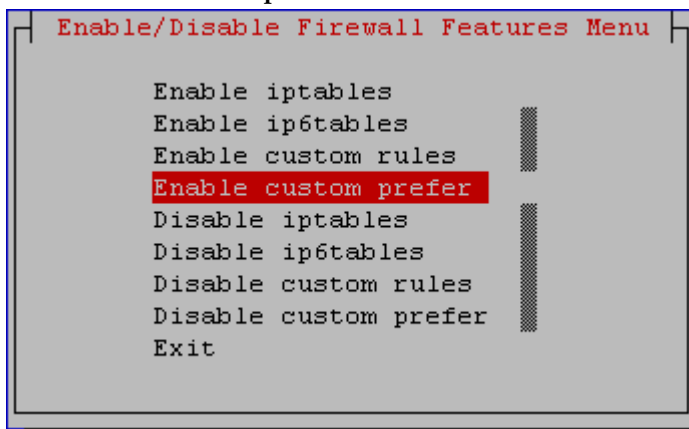 Enable/Disable Firewall Features Menu
Enable iptables
Enable ip6tables
Enable custom rules
Enable custom prefer
Disable iptables
Disable ip6tables
Disable custom rules
Disable custom prefer
Exit